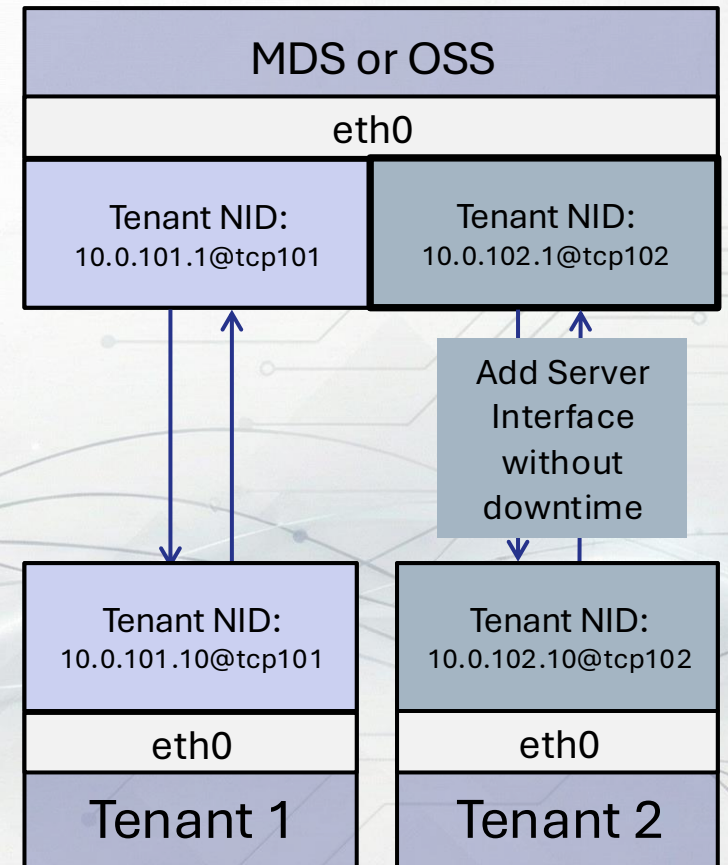 MDS or OSS
eth0
Tenant NID:
10.0.101.1@tcp101
Tenant NID:
10.0.102.1@tcp102
Add Server
Interface
without
downtime
Tenant NID:
10.0.101.10@tcp101
Tenant NID:
10.0.102.10@tcp102
eth0
eth0
Tenant 1
Tenant 2